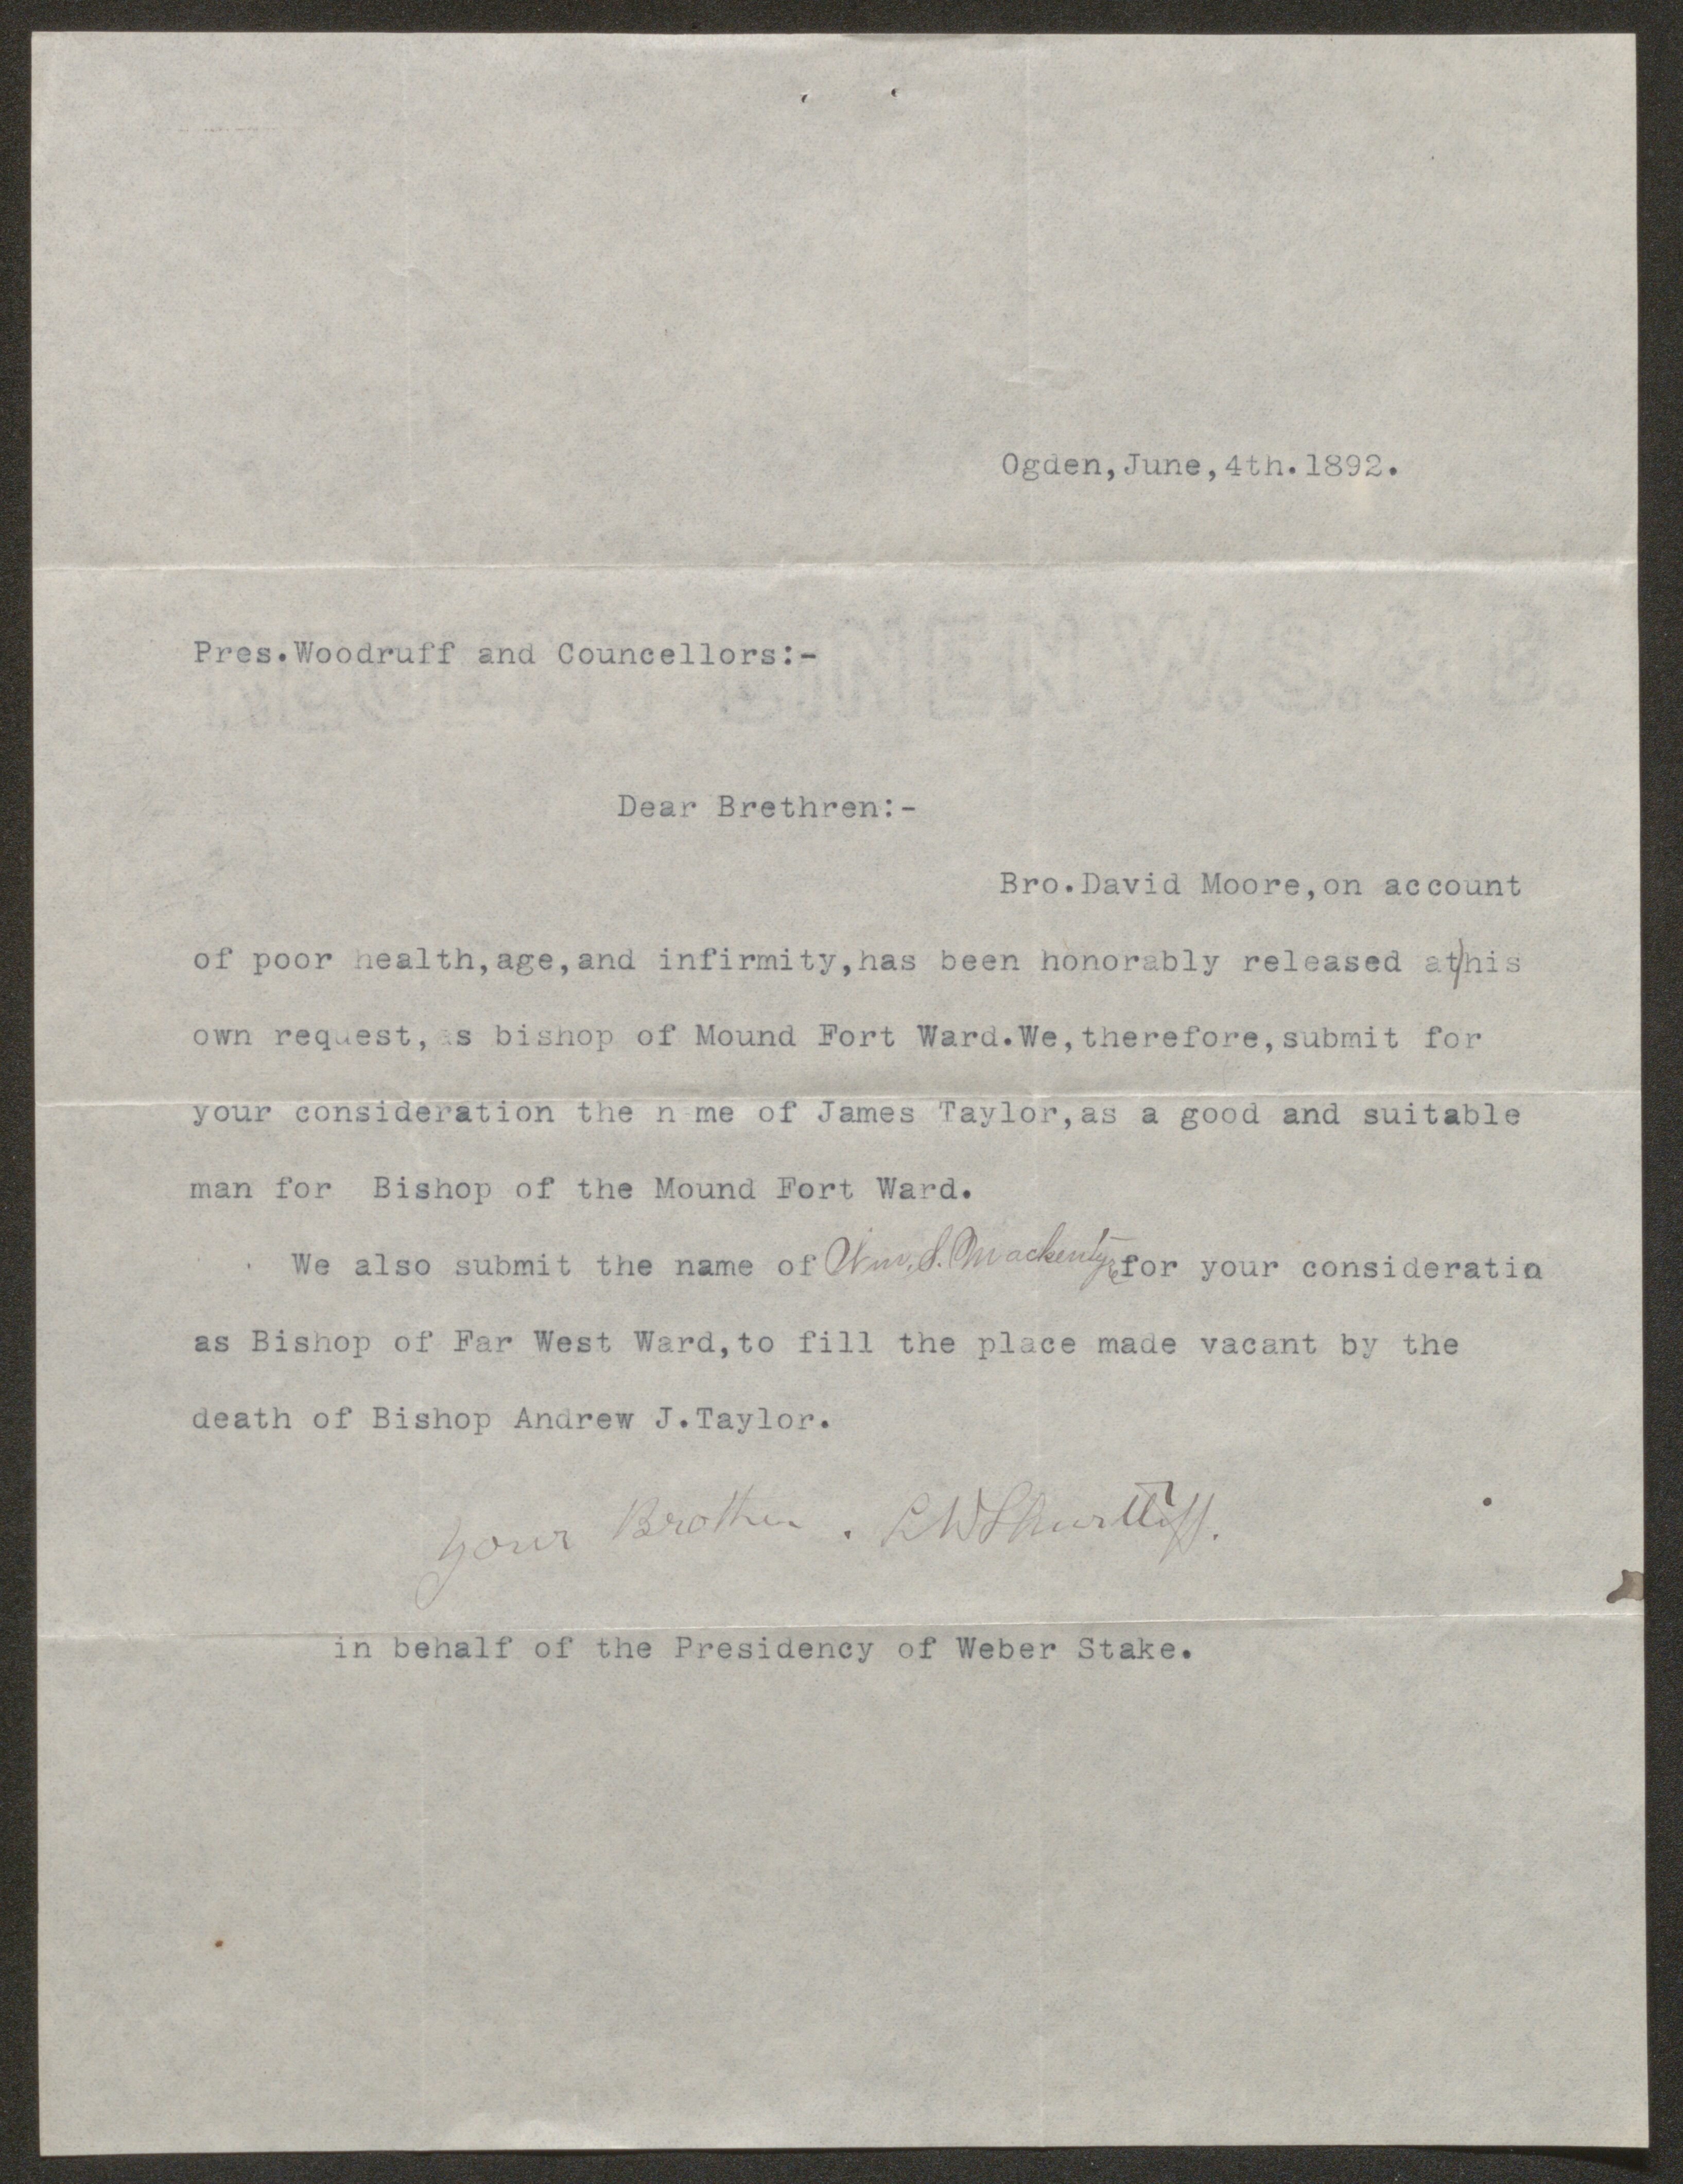 Ogden,June,4th.1892.
Pres.Woodruff and Councellors:-
Dear Brethren:-
Bro.David Moore,on account
of poor health,age,and infirmity,has been honorably released at/his
own request,as bishop of Mound Fort Ward.We,therefore,submit for
your consideration the n me of James Taylor,as a good and suitable
man for Bishop of the Mound Fort Ward.
We also submit the name of Wm. S. Mackentyre for your consideratio
as Bishop of Far West Ward,to fill the place made vacant by the
death of Bishop Andrew J.Taylor.
your Brother. L W Shurtliff.
in behalf of the Presidency of Weber Stake.